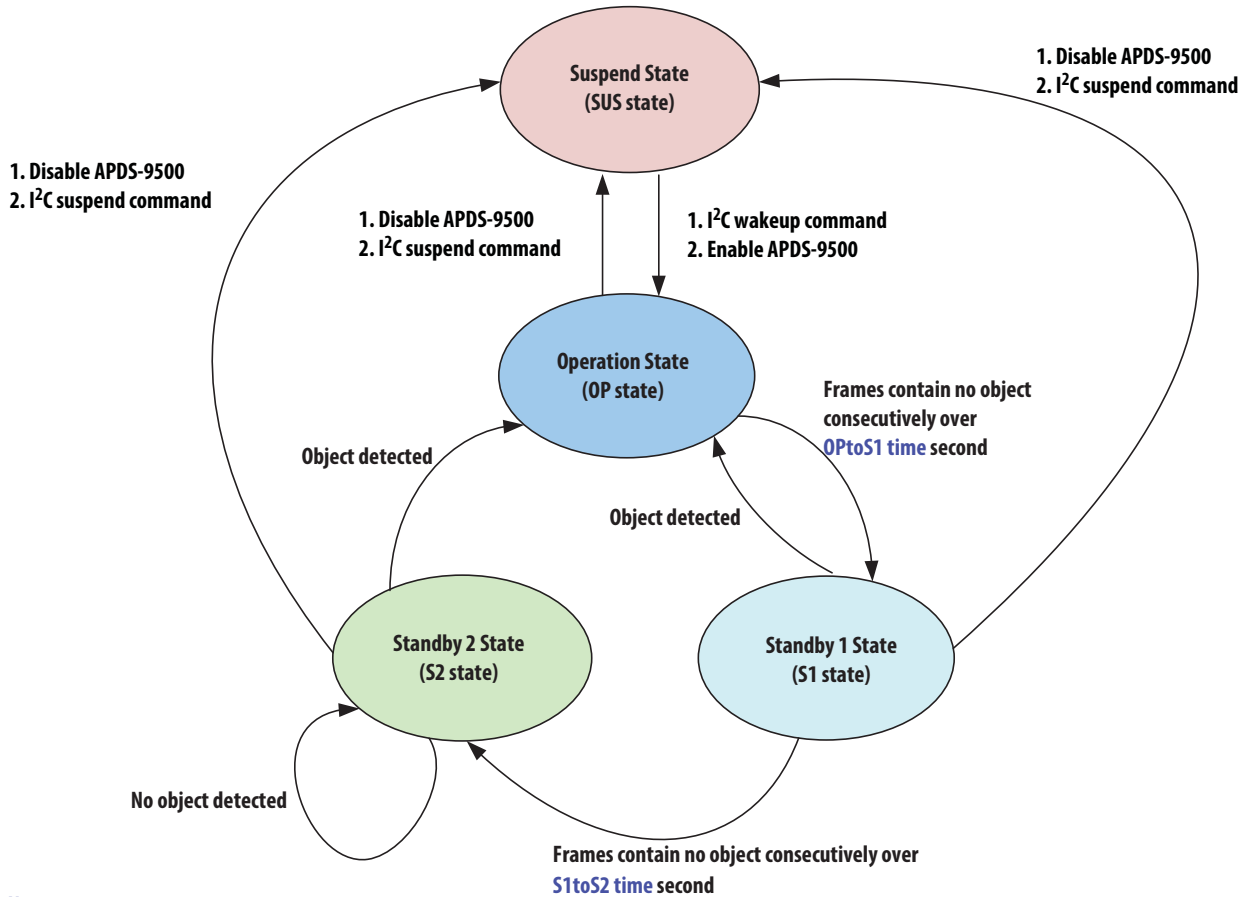 Suspend State
(SUS state)
1. Disable APDS-9500
2. I²C suspend command
1. Disable APDS-9500
2. I²C suspend command
1. Disable APDS-9500
2. I²C suspend command
1. I²C wakeup command
2. Enable APDS-9500
Operation State
(OP state)
Frames contain no object
consecutively over
OPtoS1 time second
Object detected
Object detected
Standby 2 State
(S2 state)
Standby 1 State
(S1 state)
No object detected
Frames contain no object consecutively over
S1toS2 time second